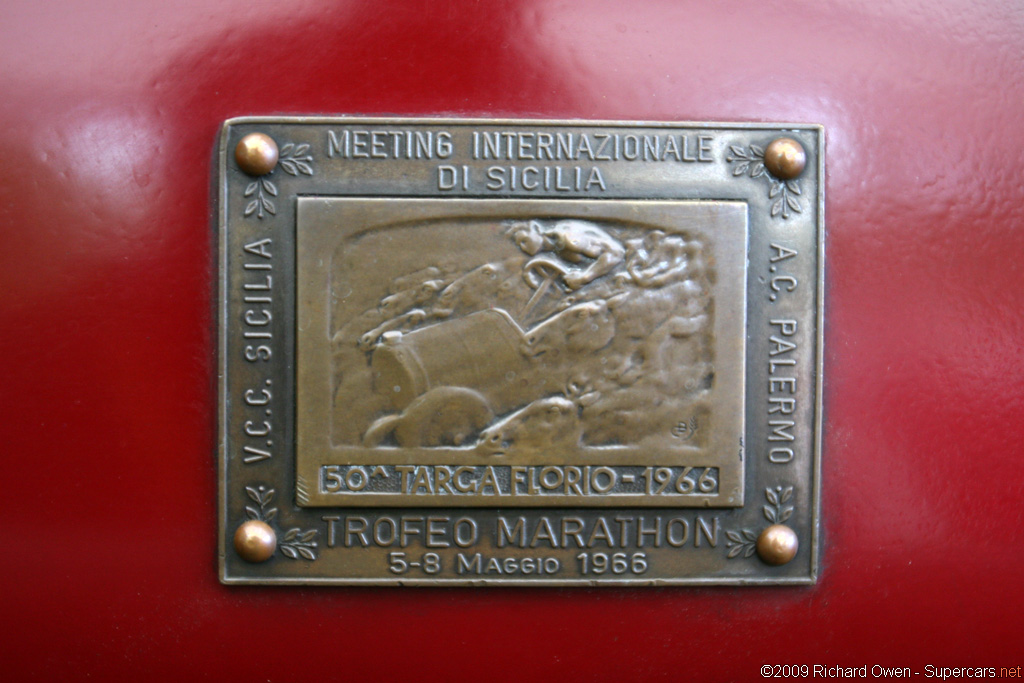 MEETING INTERNAZIONALE
DI SICILIA
V.C.C. SICILIA
A.C. PALERMO
50^ TARGA FLORIO - 1966
TROFEO MARATHON
5-8 MAGGIO 1966
©2009 Richard Owen - Supercars.net